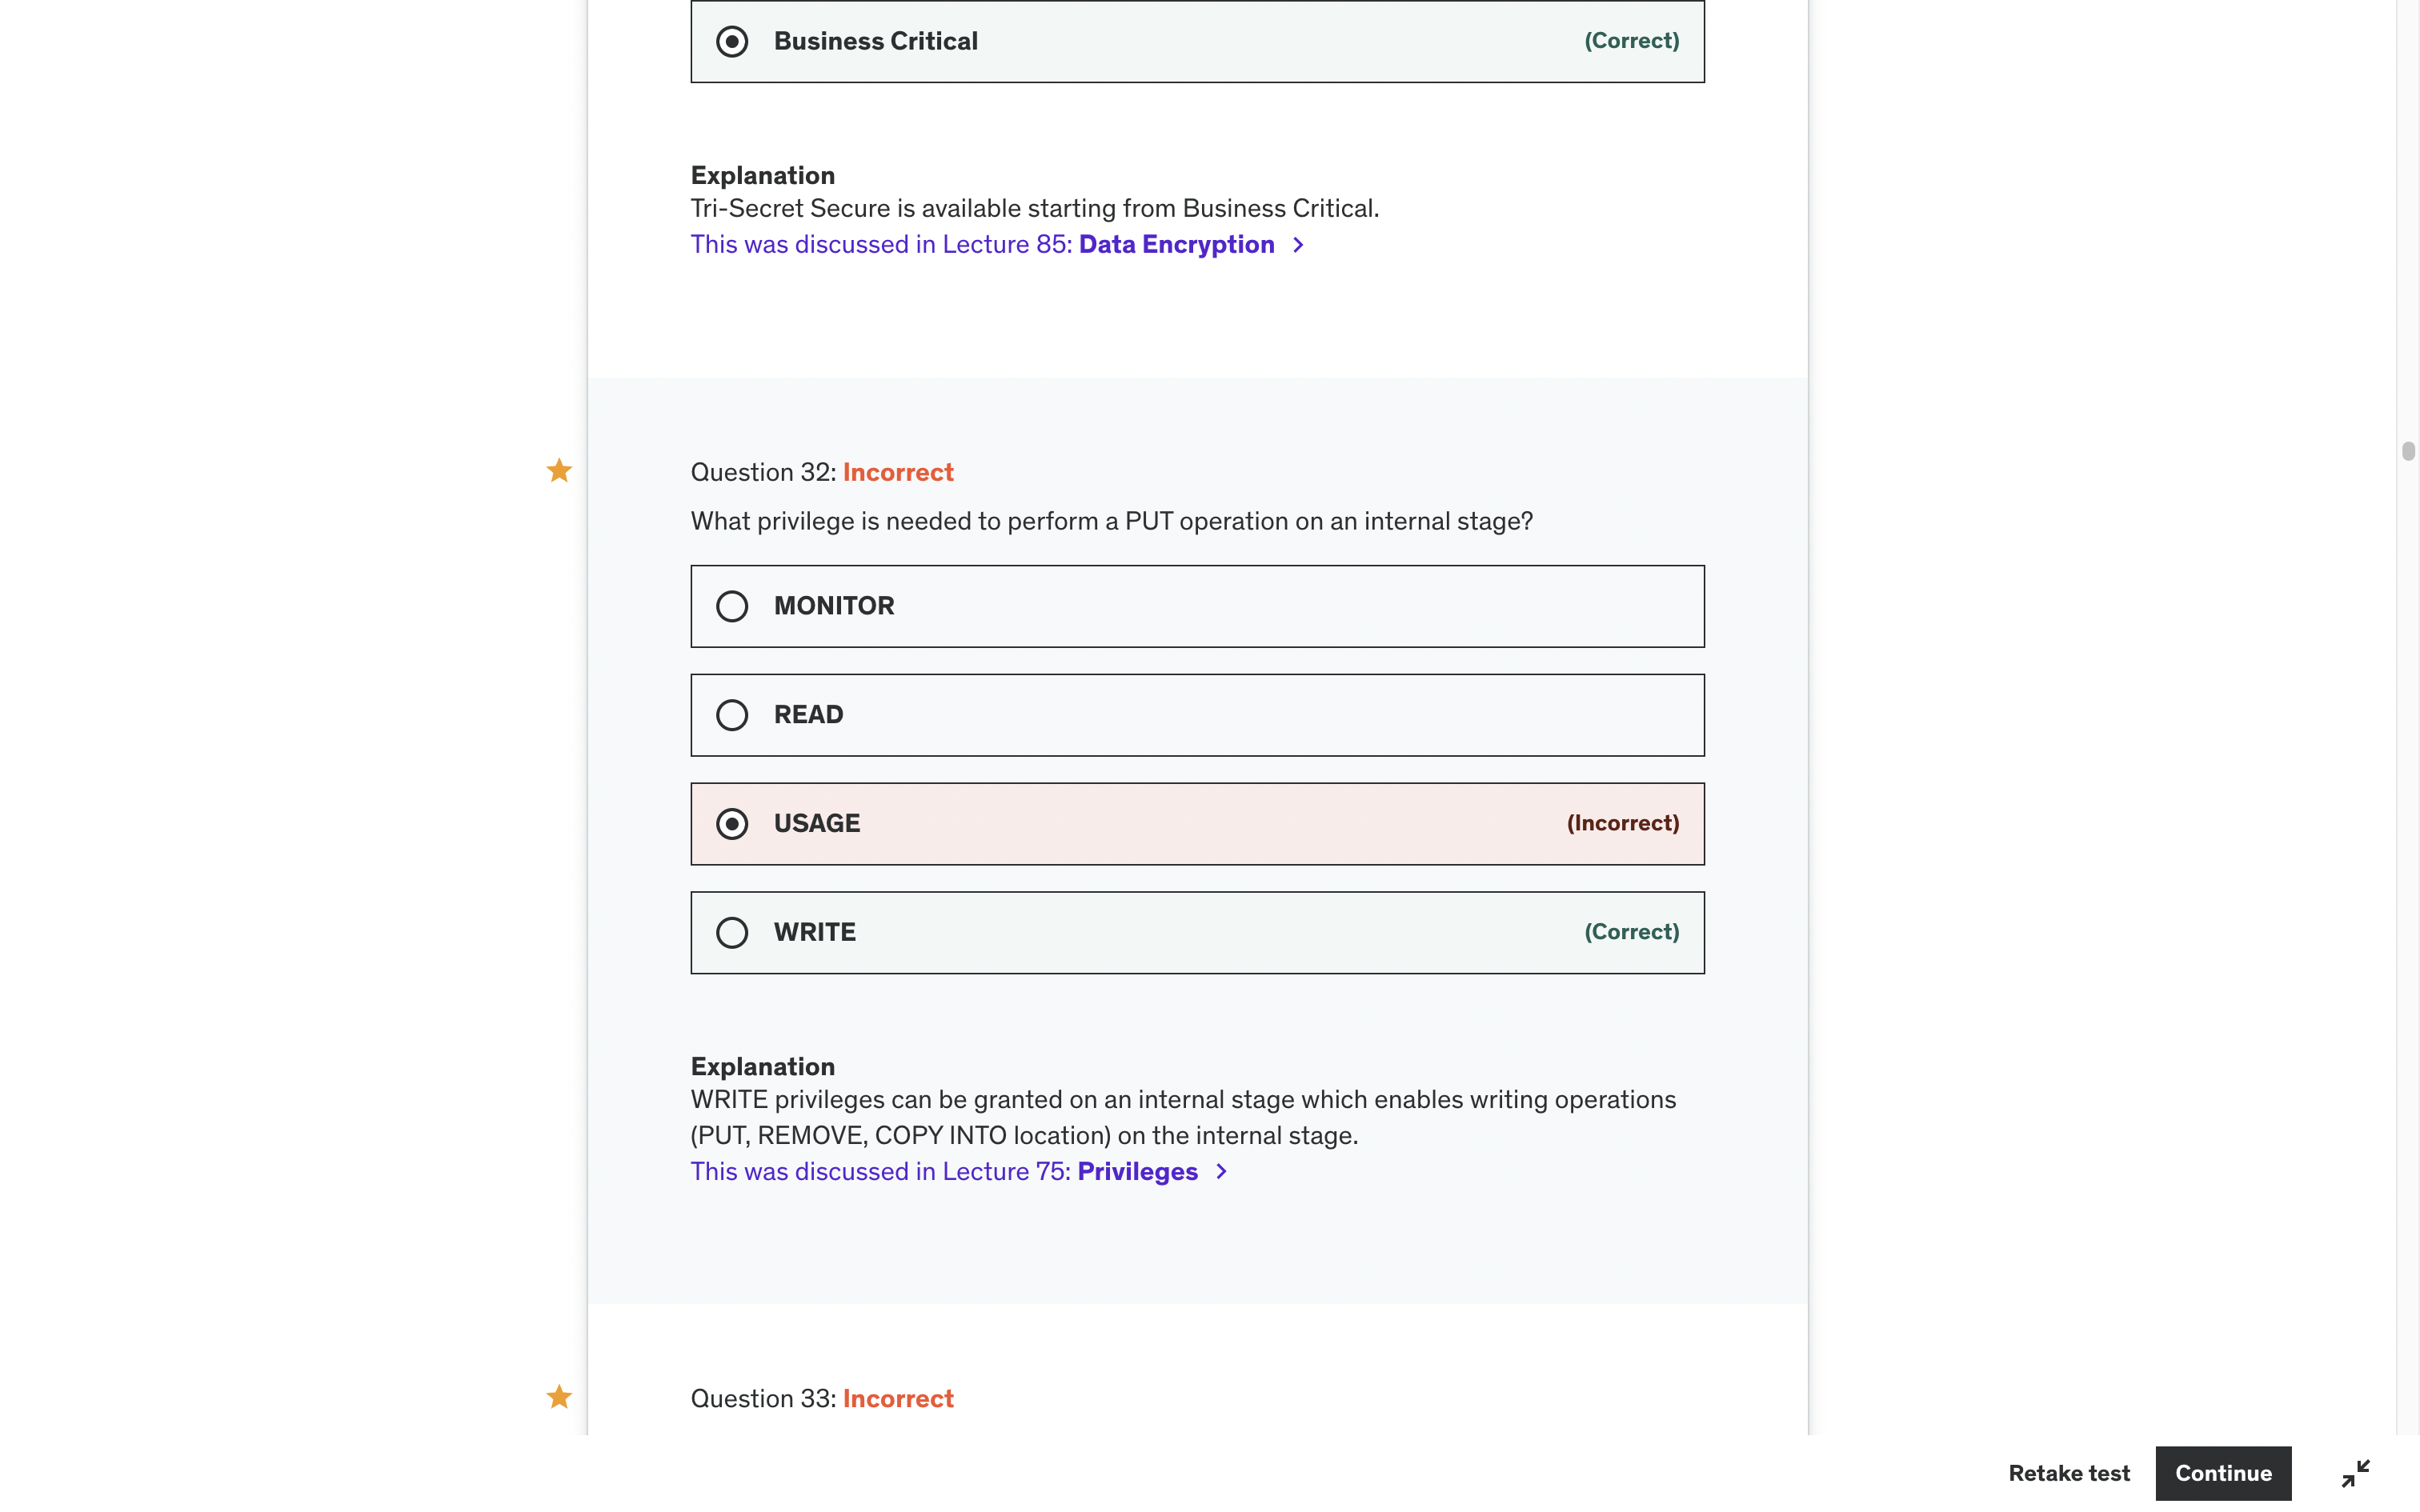 Business Critical (Correct)
Explanation
Tri-Secret Secure is available starting from Business Critical.
This was discussed in Lecture 85: Data Encryption
Question 32: Incorrect
What privilege is needed to perform a PUT operation on an internal stage?
MONITOR
READ
USAGE (Incorrect)
WRITE (Correct)
Explanation
WRITE privileges can be granted on an internal stage which enables writing operations
(PUT, REMOVE, COPY INTO location) on the internal stage.
This was discussed in Lecture 75: Privileges
Question 33: Incorrect
Retake test Continue